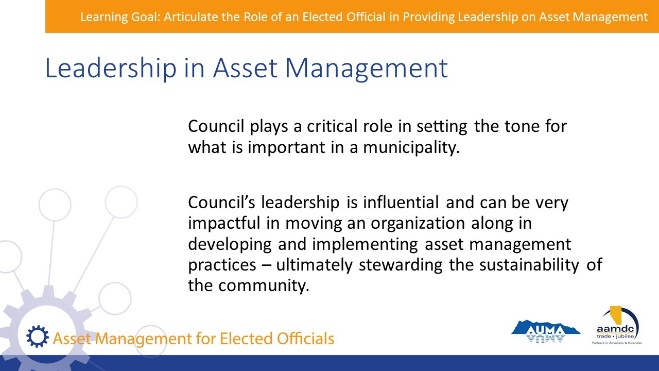 Learning Goal: Articulate the Role of an Elected Official in Providing Leadership on Asset Management
Leadership in Asset Management
Council plays a critical role in setting the tone for
what is important in a municipality.
Council’s leadership is influential and can be very
impactful in moving an organization along in
developing and implementing asset management
practices – ultimately stewarding the sustainability of
the community.
Asset Management for Elected Officials
AUMA
aamdc
trade • jubilee